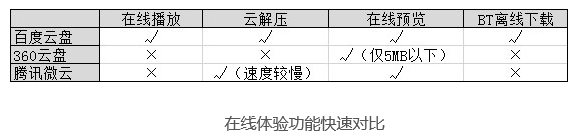 在线播放 云解压 在线预览 BT离线下载
百度云盘 √ √ √ √
360云盘 × × √（仅5MB以下） ×
腾讯微云 × √（速度较慢） √ ×
在线体验功能快速对比